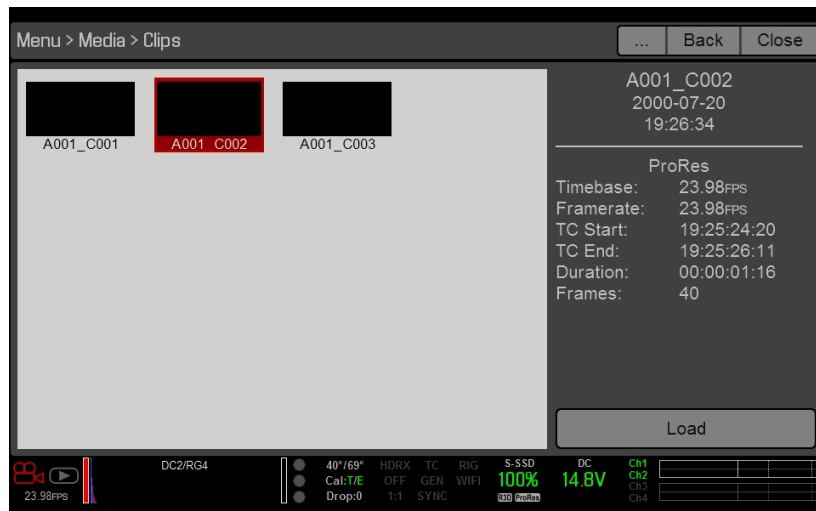 Menu > Media > Clips
... Back Close
A001_C001 A001_C002 A001_C003
A001_C002
2000-07-20
19:26:34
ProRes
Timebase: 23.98FPS
Framerate: 23.98FPS
TC Start: 19:25:24:20
TC End: 19:25:26:11
Duration: 00:00:01:16
Frames: 40
Load
23.98FPS
DC2/RG4
40°/69° HDRX TC RIG
Cal:T/E OFF GEN WIFI
Drop:0 1:1 SYNC
S-SSD
100%
R3D ProRes
DC
14.8V
Ch1
Ch2
Ch3
Ch4